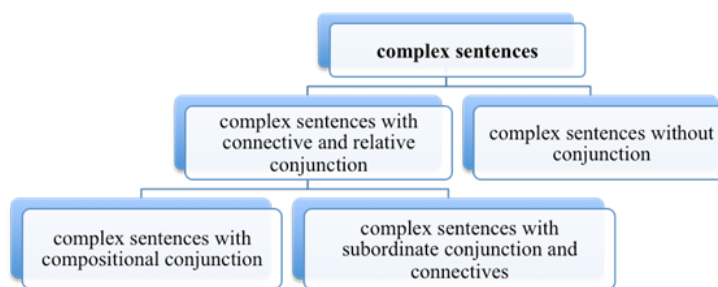 complex sentences
complex sentences with
connective and relative
conjunction
complex sentences without
conjunction
complex sentences with
compositional conjunction
complex sentences with
subordinate conjunction and
connectives